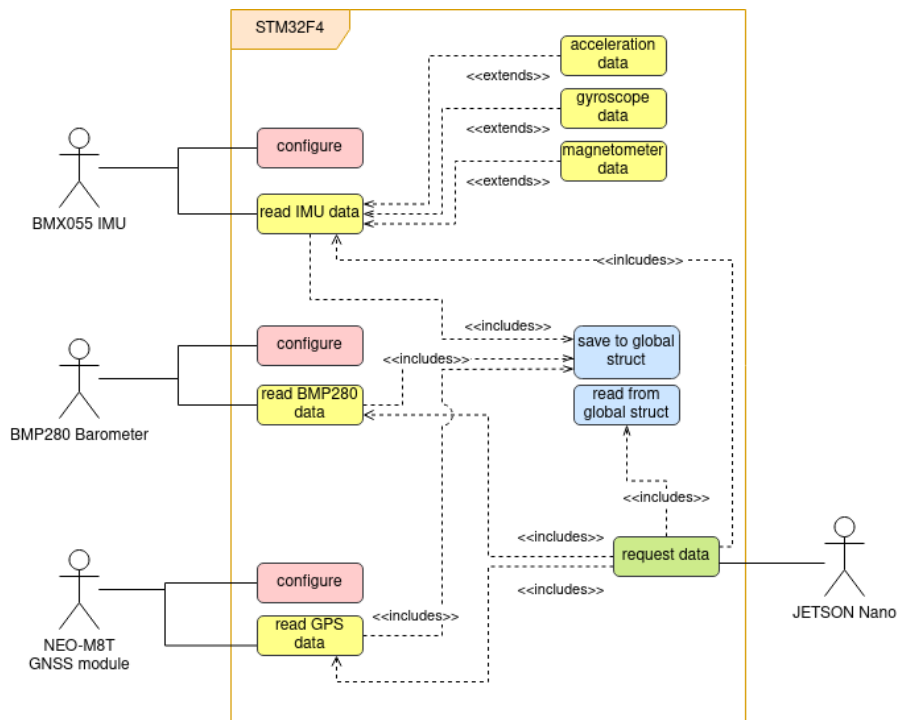 STM32F4
acceleration
data
<<extends>>
gyroscope
data
<<extends>>
magnetometer
data
<<extends>>
configure
read IMU data
BMX055 IMU
<<inlcudes>>
<<includes>>
save to global
struct
configure
<<includes>>
read BMP280
data
read from
global struct
BMP280 Barometer
<<includes>>
<<includes>>
request data
configure
<<includes>>
<<includes>>
read GPS
data
JETSON Nano
NEO-M8T
GNSS module